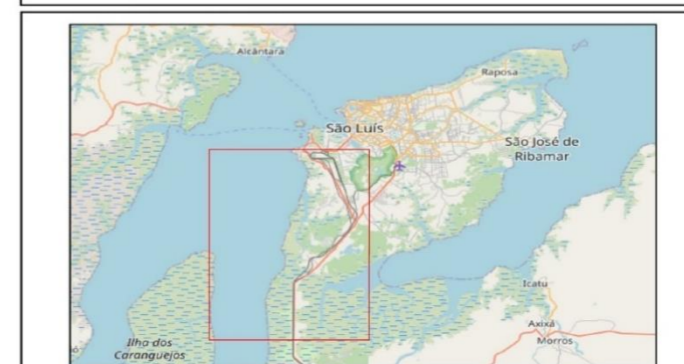 Alcântara
Raposa
São Luís
São José de
Ribamar
Icatu
Axixá
Morros
Ilha dos
Caranguejos